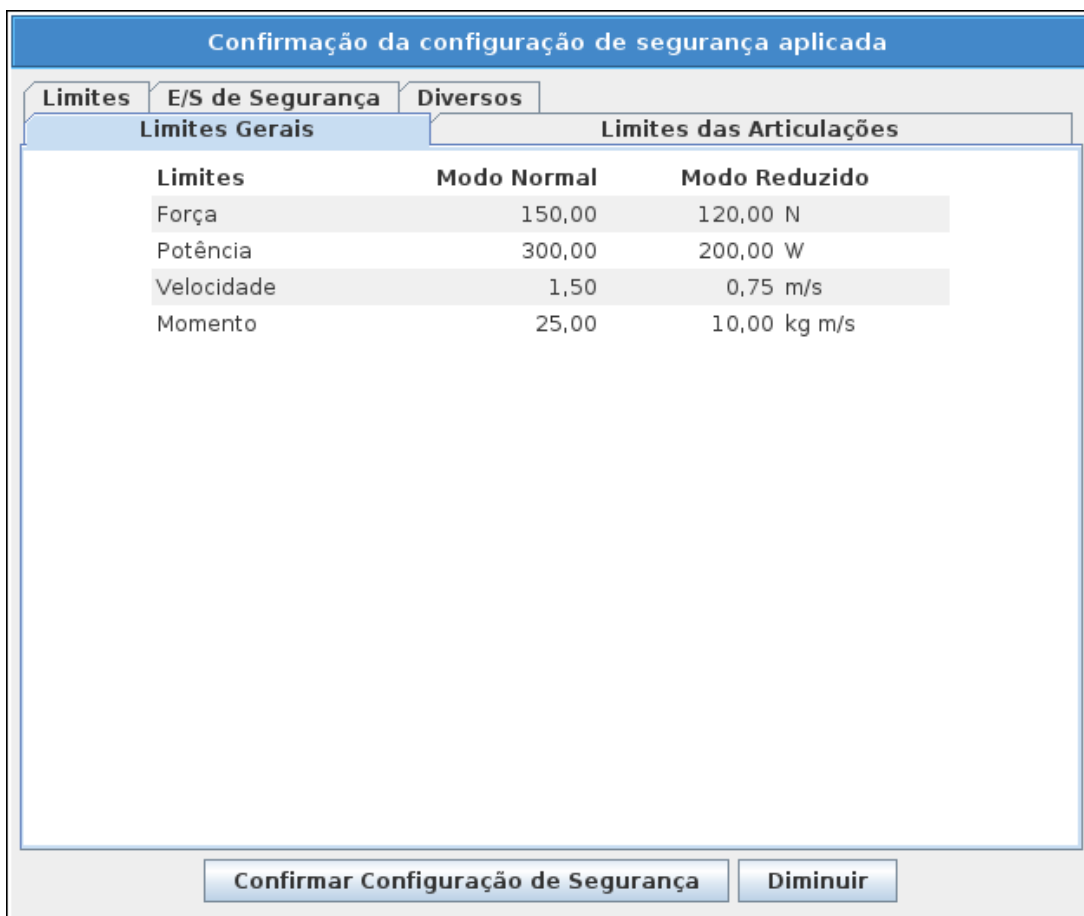 Confirmação da configuração de segurança aplicada
Limites E/S de Segurança Diversos
Limites Gerais Limites das Articulações
Limites Modo Normal Modo Reduzido
Força 150,00 120,00 N
Potência 300,00 200,00 W
Velocidade 1,50 0,75 m/s
Momento 25,00 10,00 kg m/s
Confirmar Configuração de Segurança Diminuir